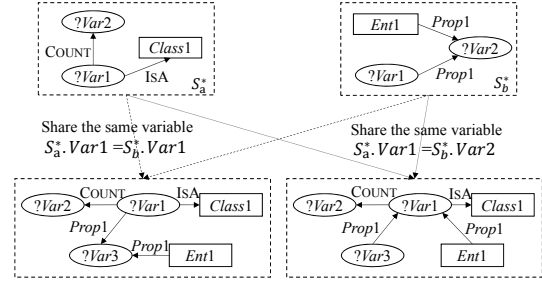 ?Var2
COUNT
Class1
?Var1
IsA
S*a
Ent1
Prop1
?Var2
?Var1
Prop1
S*b
Share the same variable
S*a.Var1=S*b.Var1
Share the same variable
S*a.Var1=S*b.Var2
COUNT IsA
?Var2 ?Var1 Class1
Prop1
Prop1
?Var3 Ent1
COUNT IsA
?Var2 ?Var1 Class1
Prop1 Prop1
?Var3 Ent1